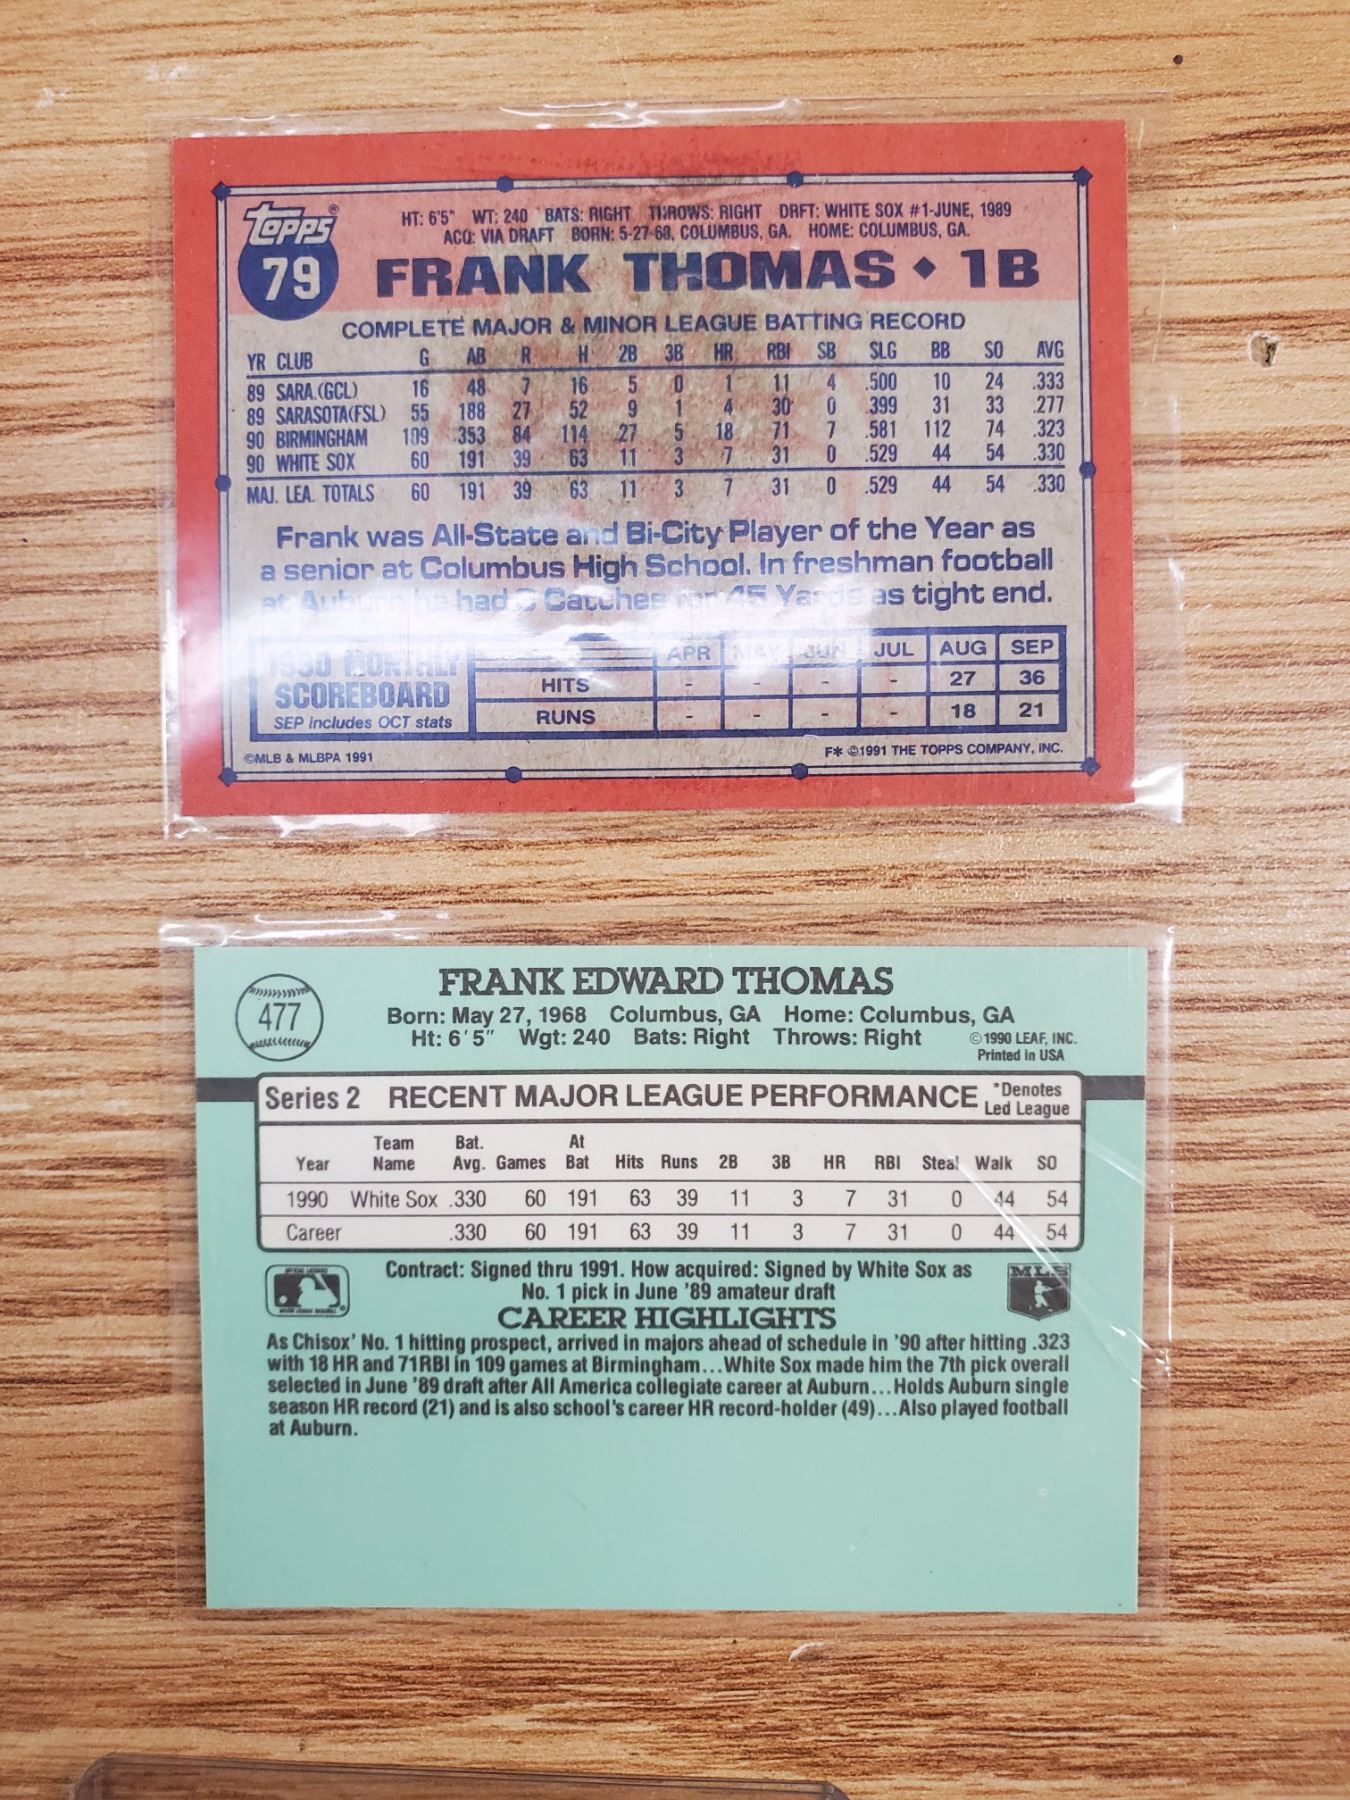 Topps®
79
HT: 6'5" WT: 240 BATS: RIGHT THROWS: RIGHT DRFT: WHITE SOX #1-JUNE, 1989
ACQ: VIA DRAFT BORN: 5-27-68, COLUMBUS, GA. HOME: COLUMBUS, GA.
FRANK THOMAS ◆ 1B
COMPLETE MAJOR & MINOR LEAGUE BATTING RECORD
YR CLUB G AB R H 2B 3B HR RBI SB SLG BB SO AVG
89 SARA.(GCL) 16 48 7 16 5 0 1 11 4 .500 10 24 .333
89 SARASOTA(FSL) 55 188 27 52 9 1 4 30 0 .399 31 33 .277
90 BIRMINGHAM 109 353 84 114 27 5 18 71 7 .581 112 74 .323
90 WHITE SOX 60 191 39 63 11 3 7 31 0 .529 44 54 .330
MAJ. LEA. TOTALS 60 191 39 63 11 3 7 31 0 .529 44 54 .330
Frank was All-State and Bi-City Player of the Year as
a senior at Columbus High School. In freshman football
at Auburn he had 3 Catches for 45 Yards as tight end.
1990 MONTHLY APR MAY JUN JUL AUG SEP
SCOREBOARD HITS - - - - 27 36
SEP includes OCT stats RUNS - - - - 18 21
©MLB & MLBPA 1991 F* ©1991 THE TOPPS COMPANY, INC.
477
FRANK EDWARD THOMAS
Born: May 27, 1968 Columbus, GA Home: Columbus, GA
Ht: 6'5" Wgt: 240 Bats: Right Throws: Right ©1990 LEAF, INC.
Printed in USA
Series 2 RECENT MAJOR LEAGUE PERFORMANCE *Denotes
Led League
Team Bat. At
Year Name Avg. Games Bat Hits Runs 2B 3B HR RBI Steal Walk SO
1990 White Sox .330 60 191 63 39 11 3 7 31 0 44 54
Career .330 60 191 63 39 11 3 7 31 0 44 54
Contract: Signed thru 1991. How acquired: Signed by White Sox as
No. 1 pick in June '89 amateur draft
MLB
CAREER HIGHLIGHTS
As Chisox' No. 1 hitting prospect, arrived in majors ahead of schedule in '90 after hitting .323
with 18 HR and 71 RBI in 109 games at Birmingham...White Sox made him the 7th pick overall
selected in June '89 draft after All America collegiate career at Auburn...Holds Auburn single
season HR record (21) and is also school's career HR record-holder (49)...Also played football
at Auburn.